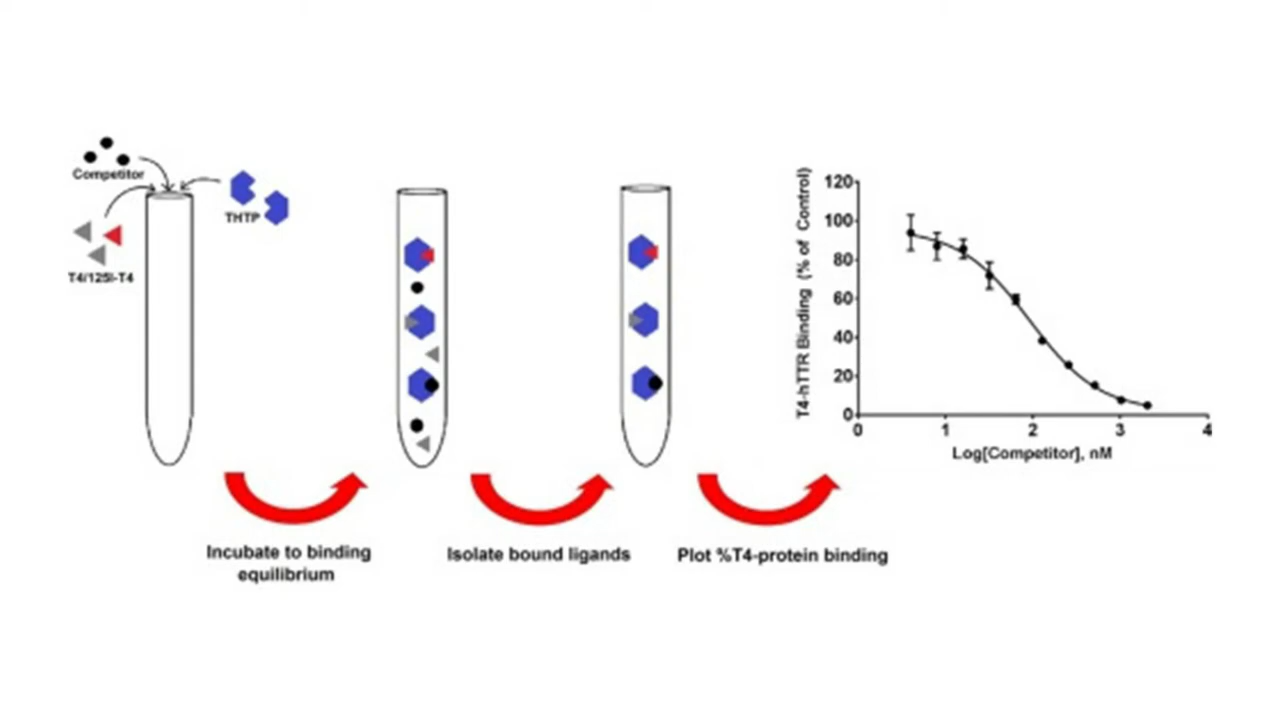 Competitor
THTP
T4/125I-T4
Incubate to binding
equilibrium
Isolate bound ligands
Plot %T4-protein binding
T4-hTTR Binding (% of Control)
120
100
80
60
40
20
0
0 1 2 3 4
Log[Competitor], nM